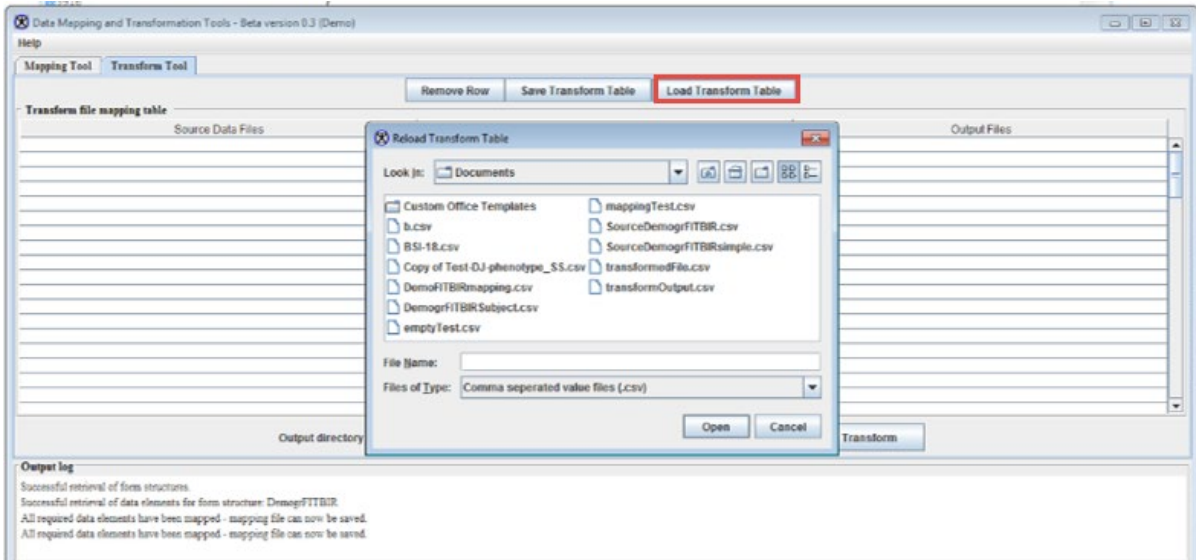 Data Mapping and Transformation Tools - Beta version 0.3 (Demo)
Help
Mapping Tool Transform Tool
Remove Row Save Transform Table Load Transform Table
Transform file mapping table
Source Data Files Output Files
Reload Transform Table
Look In: Documents
Custom Office Templates mappingTest.csv
b.csv SourceDemogrFITBIR.csv
BSI-18.csv SourceDemogrFITBIRsimple.csv
Copy of Test-DJ-phenotype_SS.csv transformedFile.csv
DemoFITBIRmapping.csv transformOutput.csv
DemogrFITBIRSubject.csv
emptyTest.csv
File Name:
Files of Type: Comma seperated value files (.csv)
Open Cancel
Output directory Transform
Output log
Successful retrieval of form structures.
Successful retrieval of data elements for form structure: DemogrFITBIR
All required data elements have been mapped - mapping file can now be saved.
All required data elements have been mapped - mapping file can now be saved.